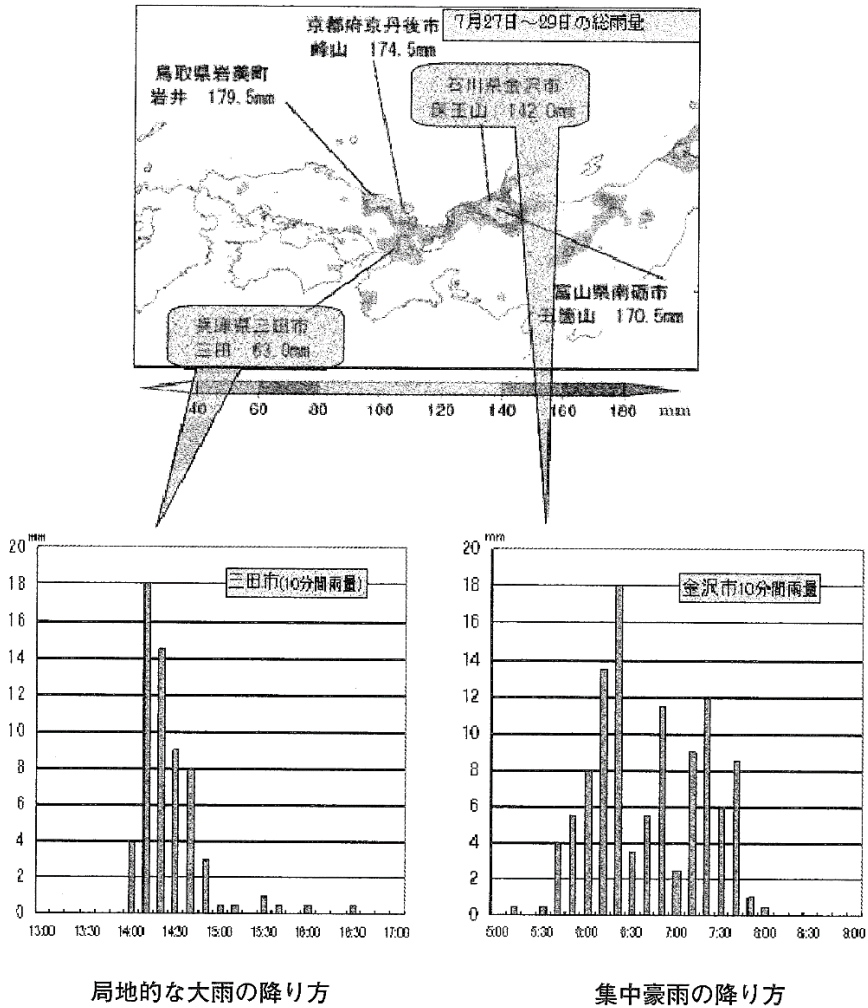 7月27日～29日の総雨量
京都府京丹後市
峰山 174.5mm
鳥取県岩美町
岩井 179.5mm
石川県金沢市
医王山 142.0mm
富山県南砺市
五箇山 170.5mm
兵庫県三田市
三田 63.0mm
40 60 80 100 120 140 160 180 mm
mm
三田市(10分間雨量)
20
18
16
14
12
10
8
6
4
2
0
13:00 13:30 14:00 14:30 15:00 15:30 16:00 16:30 17:00
局地的な大雨の降り方
mm
金沢市10分間雨量
20
18
16
14
12
10
8
6
4
2
0
5:00 5:30 6:00 6:30 7:00 7:30 8:00 8:30
集中豪雨の降り方